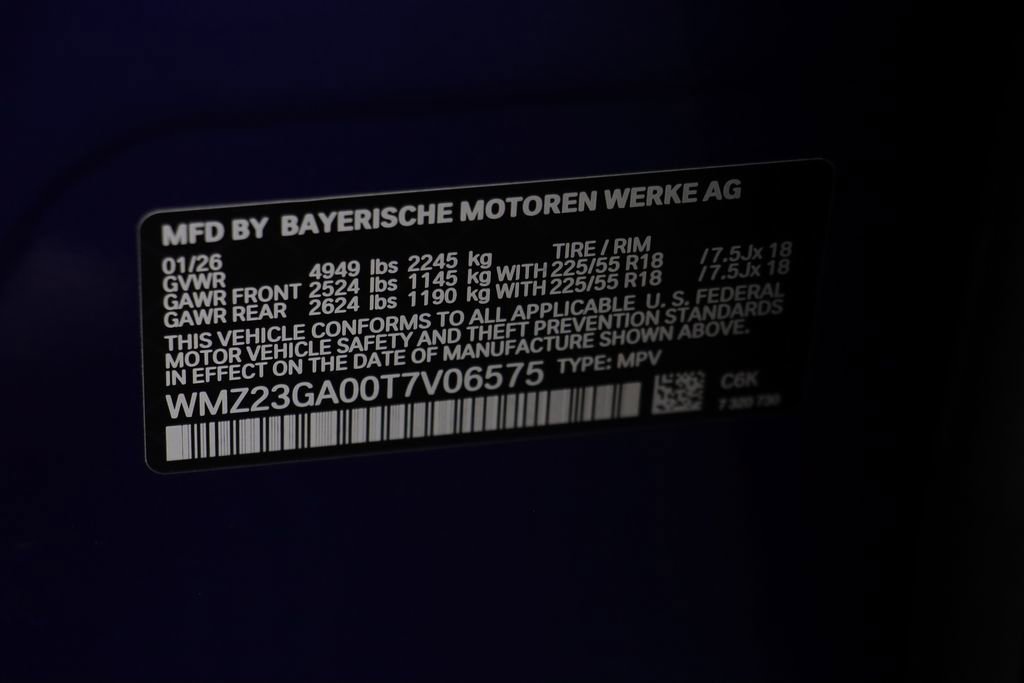 MFD BY BAYERISCHE MOTOREN WERKE AG
01/26 TIRE / RIM
GVWR 4949 lbs 2245 kg
GAWR FRONT 2524 lbs 1145 kg WITH 225/55 R18 /7.5Jx 18
GAWR REAR 2624 lbs 1190 kg WITH 225/55 R18 /7.5Jx 18
THIS VEHICLE CONFORMS TO ALL APPLICABLE U. S. FEDERAL
MOTOR VEHICLE SAFETY AND THEFT PREVENTION STANDARDS
IN EFFECT ON THE DATE OF MANUFACTURE SHOWN ABOVE.
WMZ23GA00T7V06575 TYPE: MPV
C6K
7 320 730